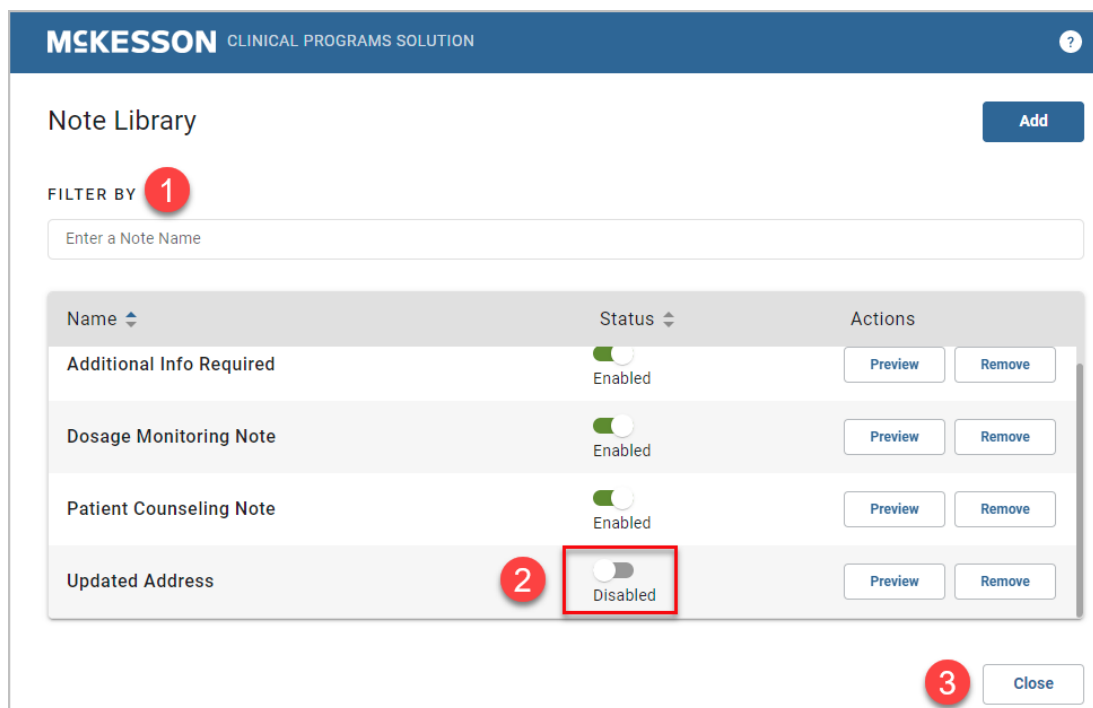 MCKESSON CLINICAL PROGRAMS SOLUTION ?
Note Library Add
FILTER BY 1
Enter a Note Name
Name Status Actions
Additional Info Required Enabled Preview Remove
Dosage Monitoring Note Enabled Preview Remove
Patient Counseling Note Enabled Preview Remove
Updated Address 2 Disabled Preview Remove
3 Close